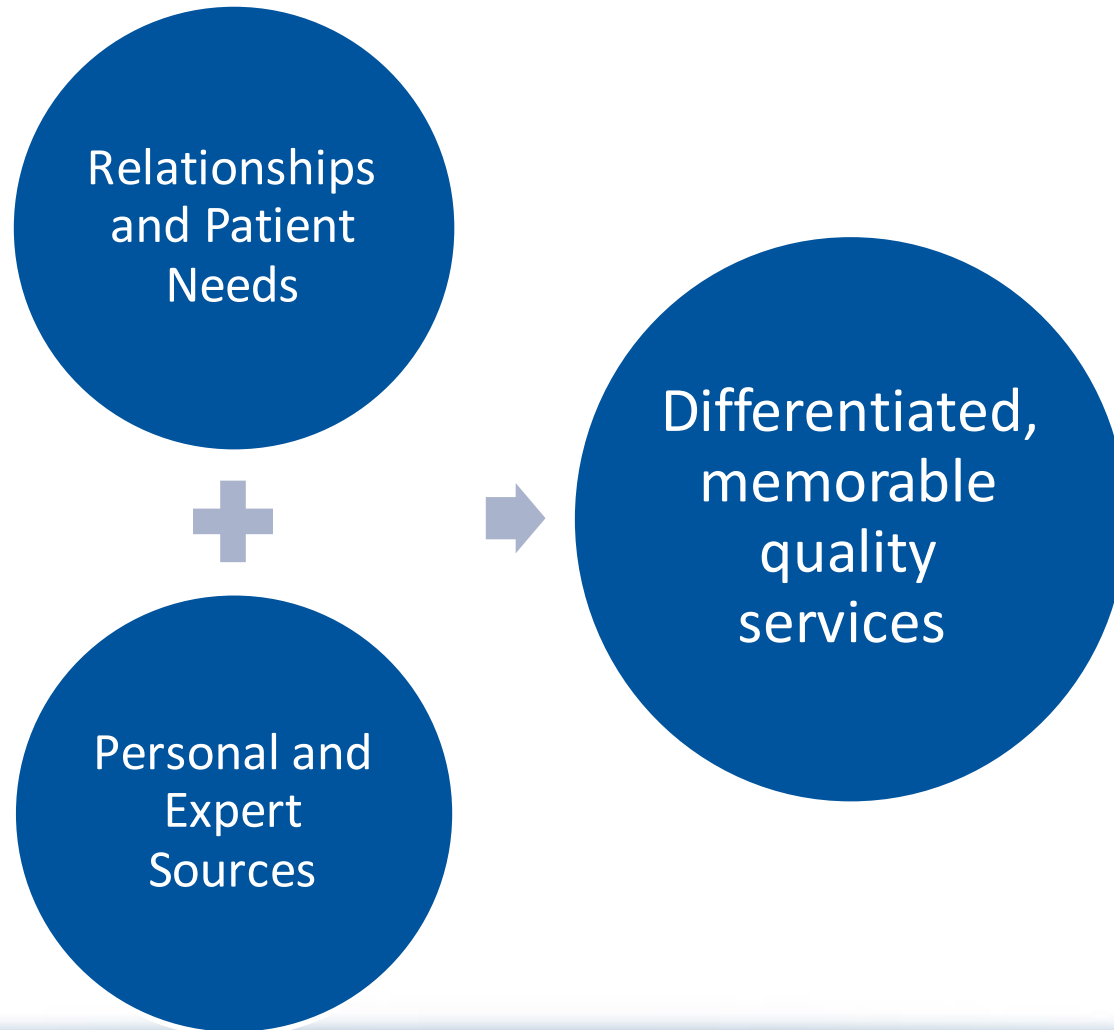 Relationships
and Patient
Needs
Personal and
Expert
Sources
Differentiated,
memorable
quality
services